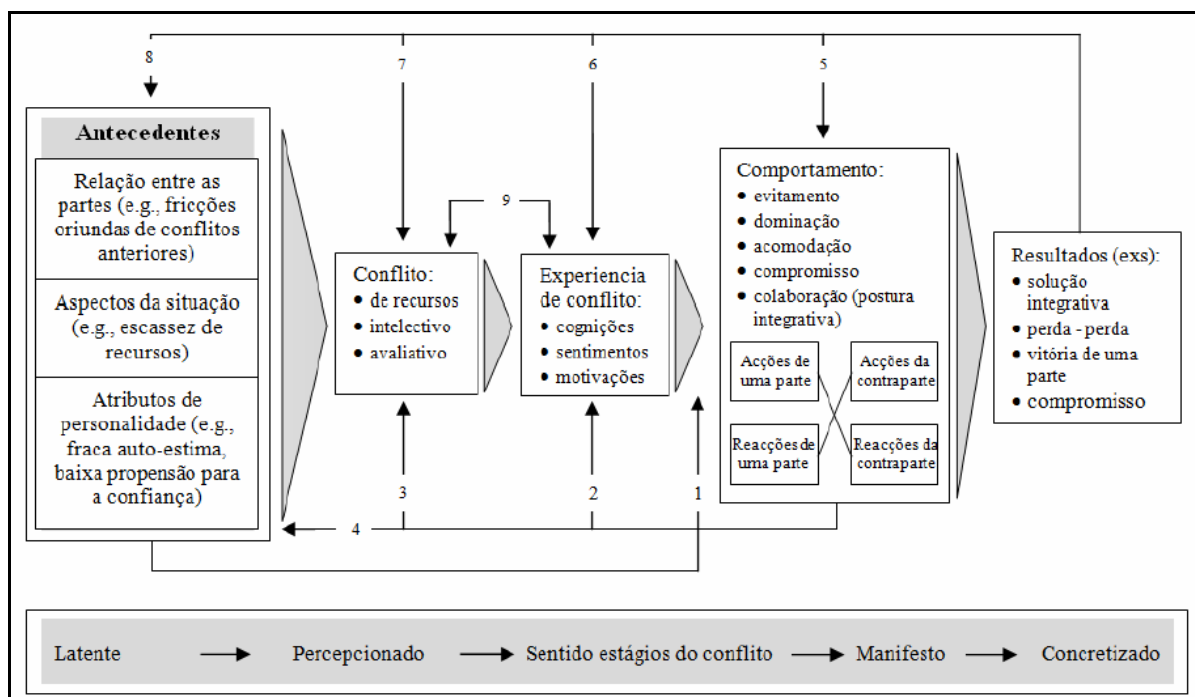 8
7
6
5
Antecedentes
Relação entre as
partes (e.g., fricções
oriundas de conflitos
anteriores)
Aspectos da situação
(e.g., escassez de
recursos)
Atributos de
personalidade (e.g.,
fraca auto-estima,
baixa propensão para
a confiança)
9
Conflito:
• de recursos
• intelectivo
• avaliativo
Experiencia
de conflito:
• cognições
• sentimentos
• motivações
Comportamento:
• evitamento
• dominação
• acomodação
• compromisso
• colaboração (postura
integrativa)
Acções de
uma parte
Acções da
contraparte
Reacções de
uma parte
Reacções da
contraparte
Resultados (exs):
• solução
integrativa
• perda - perda
• vitória de uma
parte
• compromisso
3
2
1
4
Latente
Percepcionado
Sentido estágios do conflito
Manifesto
Concretizado